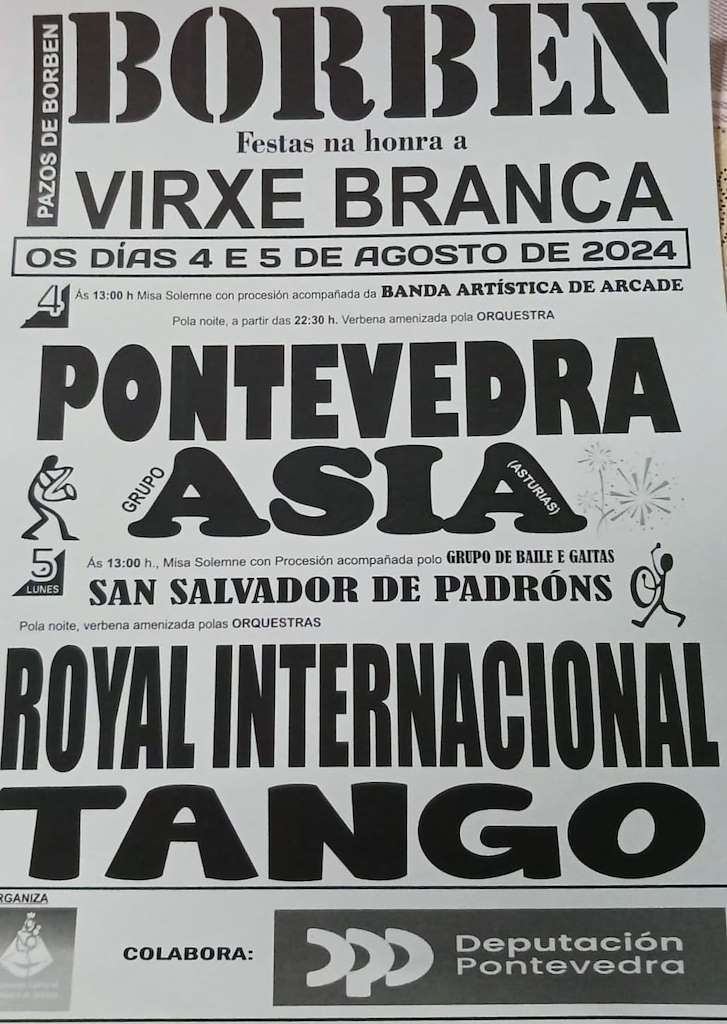 BORBEN
PAZOS DE BORBEN
Festas na honra a
VIRXE BRANCA
OS DÍAS 4 E 5 DE AGOSTO DE 2024
4 Ás 13:00 h Misa Solemne con procesión acompañada da BANDA ARTÍSTICA DE ARCADE
Pola noite, a partir das 22:30 h. Verbena amenizada pola ORQUESTRA
PONTEVEDRA
GRUPO ASIA (ASTURIAS)
5 LUNES
Ás 13:00 h., Misa Solemne con Procesión acompañada polo GRUPO DE BAILE E GAITAS
SAN SALVADOR DE PADRÓNS
Pola noite, verbena amenizada polas ORQUESTRAS
ROYAL INTERNACIONAL
TANGO
RGANIZA
COLABORA:
Deputación
Pontevedra